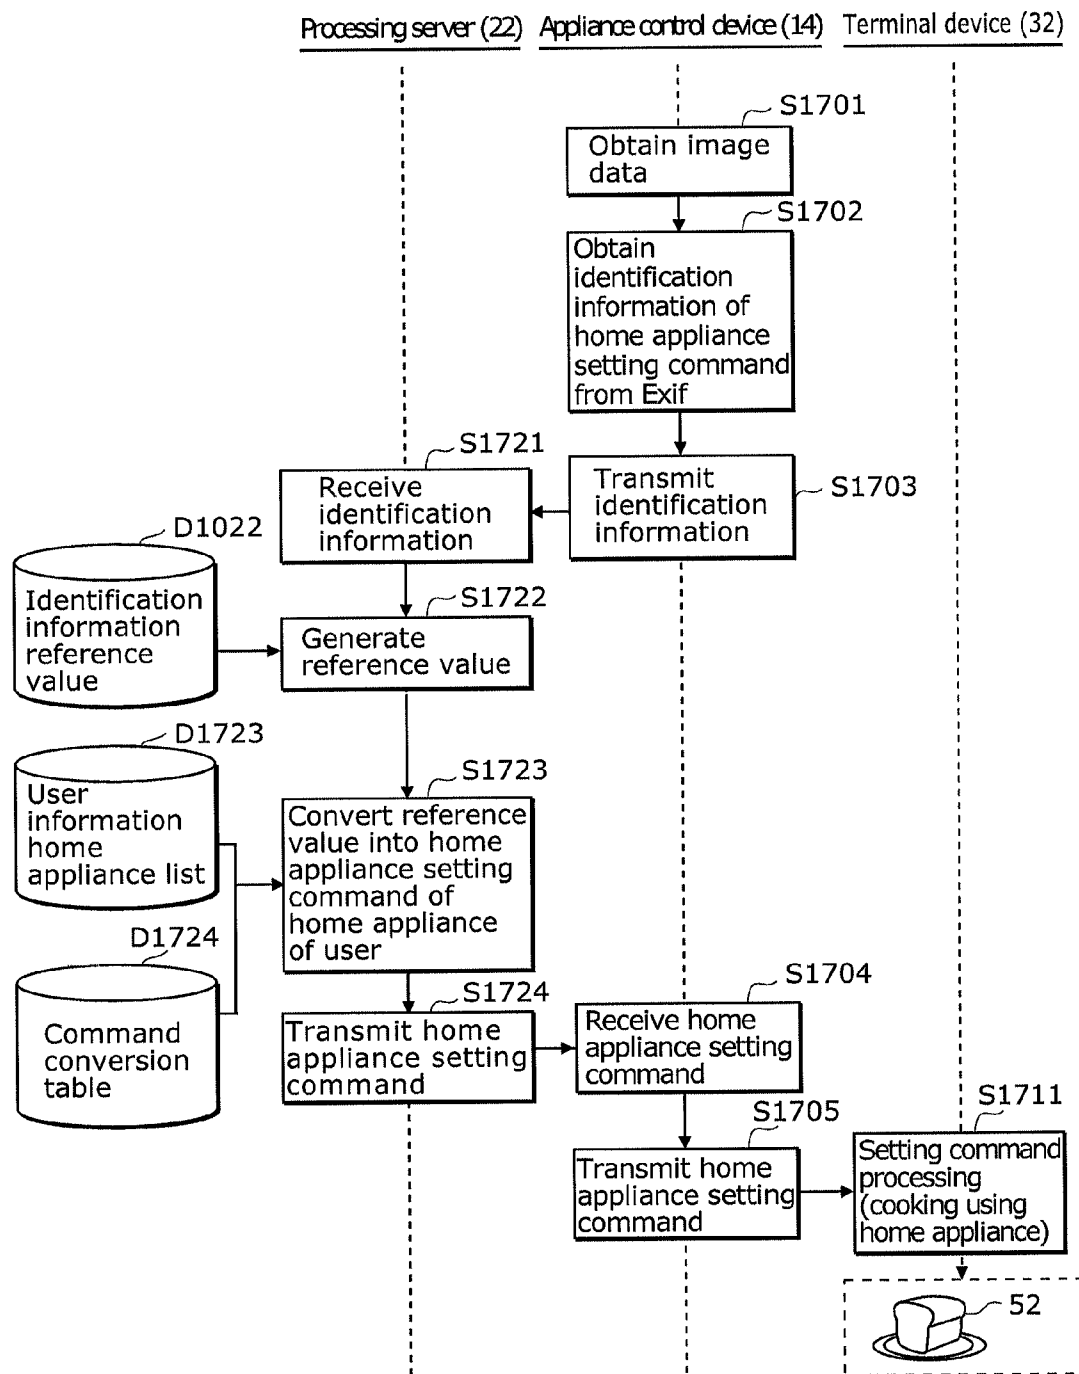 Processing server (22)
Appliance control device (14)
Terminal device (32)
S1701
Obtain image
data
S1702
Obtain
identification
information of
home appliance
setting command
from Exif
S1721
Receive
identification
information
Transmit
identification
information
S1703
D1022
Identification
information
reference
value
S1722
Generate
reference value
D1723
User
information
home
appliance list
S1723
Convert reference
value into home
appliance setting
command of
home appliance
of user
D1724
Command
conversion
table
S1724
Transmit home
appliance setting
command
S1704
Receive home
appliance setting
command
S1705
Transmit home
appliance setting
command
S1711
Setting command
processing
(cooking using
home appliance)
52